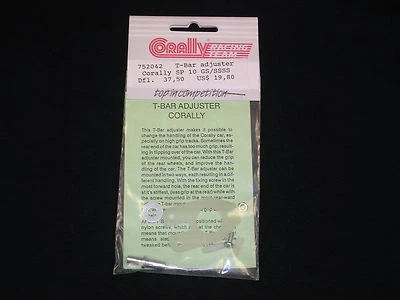 CORALLY RACING
TEAM
752042 T-Bar adjuster
Corally SP 10 GS/SSSS
Dfl. 37,50 US$ 19,80
top in competition
T-BAR ADJUSTER
CORALLY
This T-Bar adjuster makes it possible to
change the handling of the Corally car, es-
pecially on high grip tracks. Sometimes the
rear end of the car has too much grip, result-
ing in flipping over of the car. With this T-Bar
adjuster mounted, you can reduce the grip
of the rear wheels, and improve the hand-
ling of the car. The T-Bar adjuster can be
mounted in two ways, each resulting in a dif-
ferent handling. With the fixing screw in the
most forward hole, the rear end of the car is
at it's stiffest, (less grip at the rear) while with
the screw mounted in the most rearward